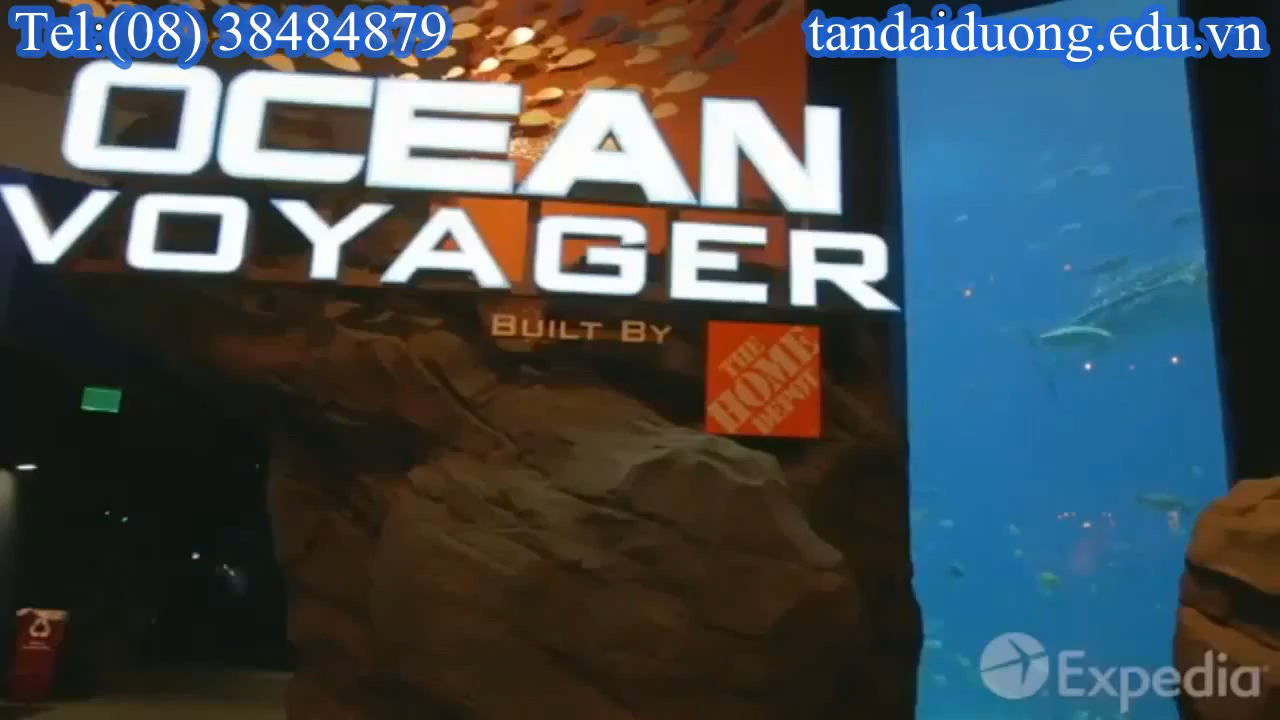 Tel:(08) 38484879
tandaiduong.edu.vn
OCEAN
VOYAGER
BUILT BY
THE
HOME
DEPOT
Expedia